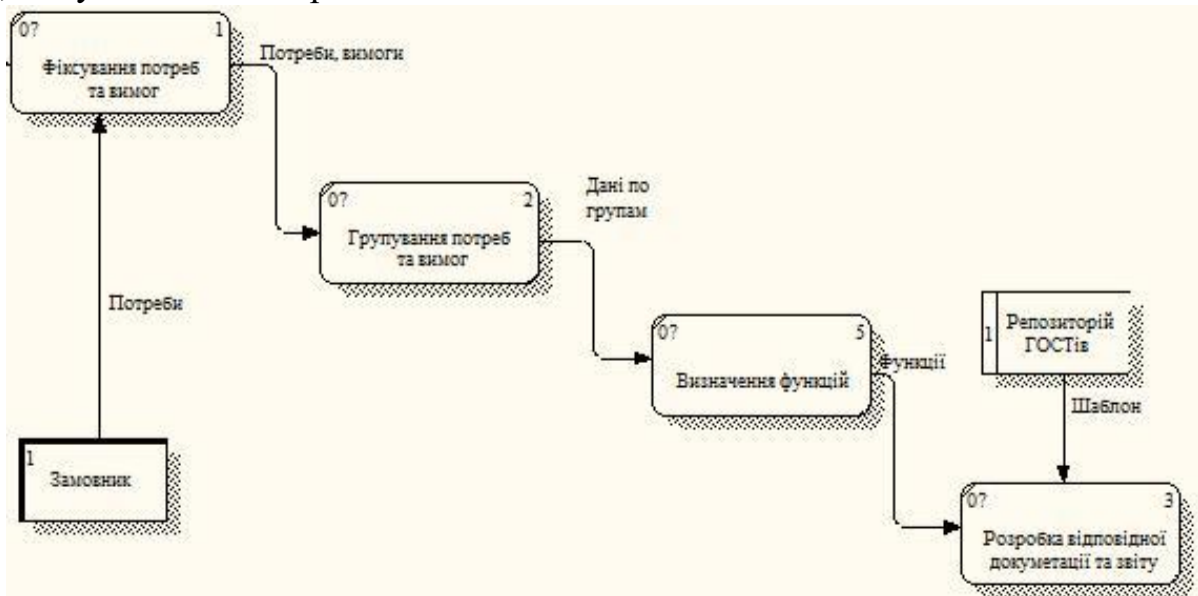 0? 1
Фіксування потреб
та вимог
Потреби, вимоги
0? 2
Групування потреб
та вимог
Дані по
групам
Потреби
0? 5
Визначення функцій
Функції
1
Репозиторій
ГОСТів
Шаблон
1
Замовник
0? 3
Розробка відповідної
докуметації та звіту